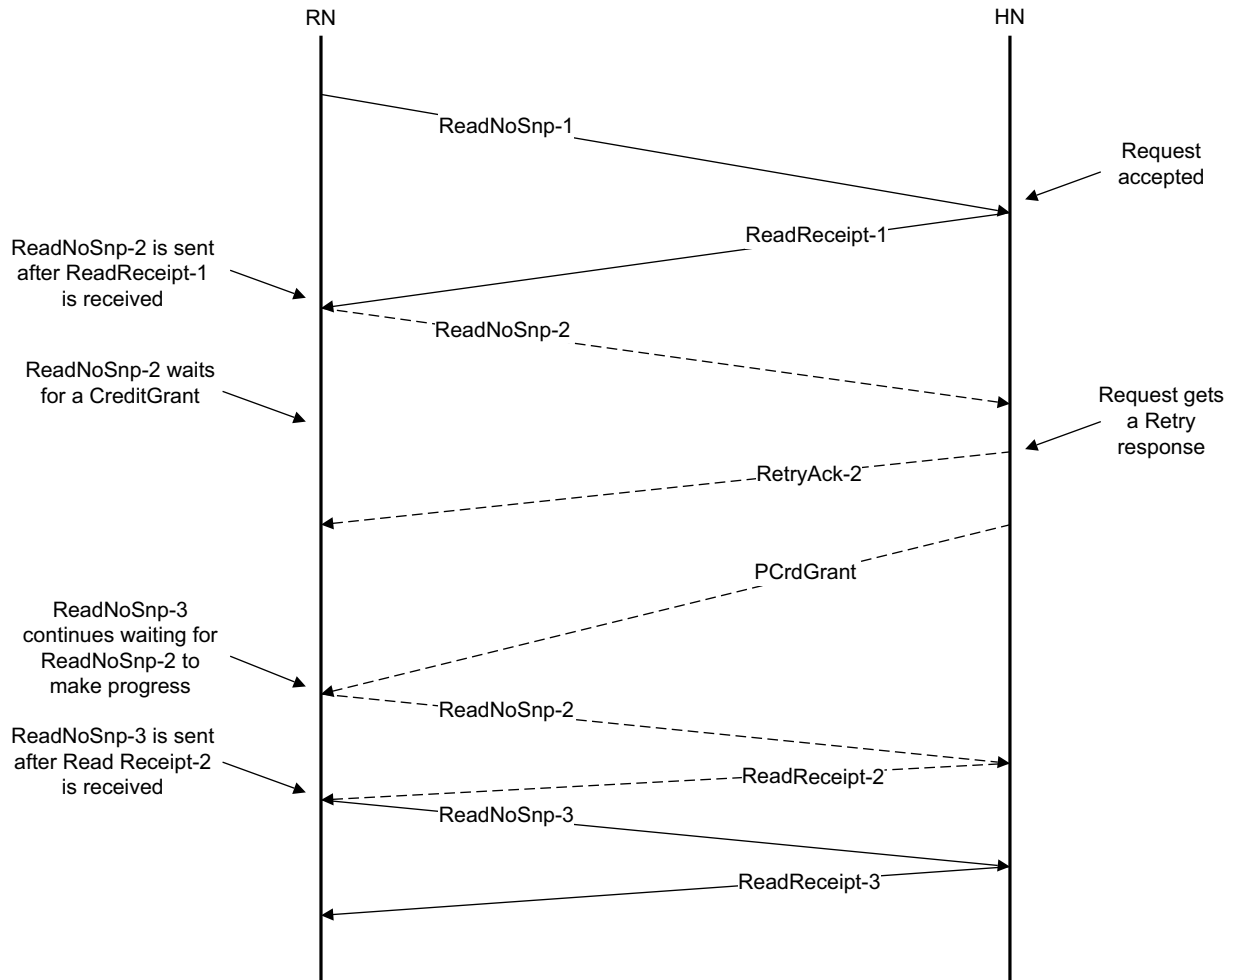 RN
HN
ReadNoSnp-1
Request
accepted
ReadReceipt-1
ReadNoSnp-2 is sent
after ReadReceipt-1
is received
ReadNoSnp-2
ReadNoSnp-2 waits
for a CreditGrant
Request gets
a Retry
response
RetryAck-2
PCrdGrant
ReadNoSnp-3
continues waiting for
ReadNoSnp-2 to
make progress
ReadNoSnp-2
ReadNoSnp-3 is sent
after Read Receipt-2
is received
ReadReceipt-2
ReadNoSnp-3
ReadReceipt-3